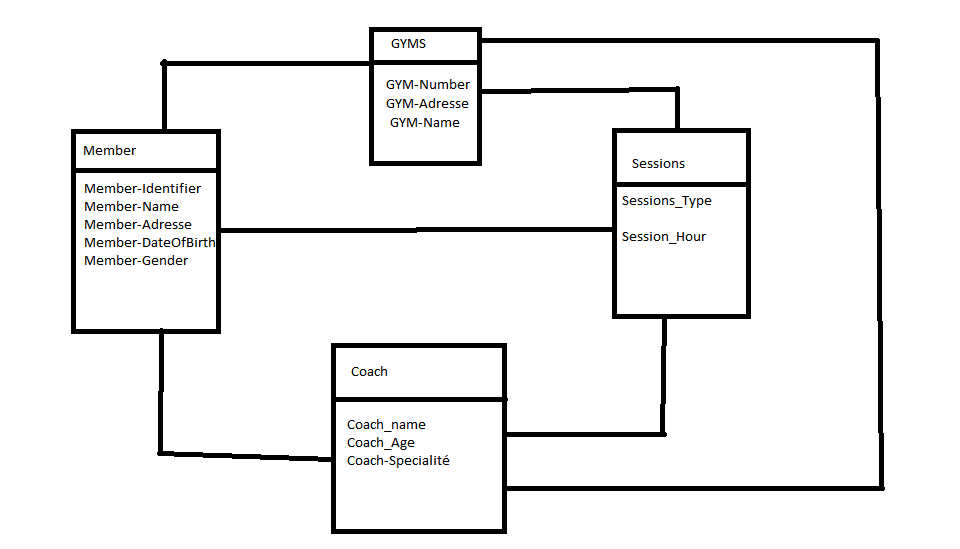 GYMS
GYM-Number
GYM-Adresse
GYM-Name
Member
Member-Identifier
Member-Name
Member-Adresse
Member-DateOfBirth
Member-Gender
Sessions
Sessions_Type
Session_Hour
Coach
Coach_name
Coach_Age
Coach-Specialité